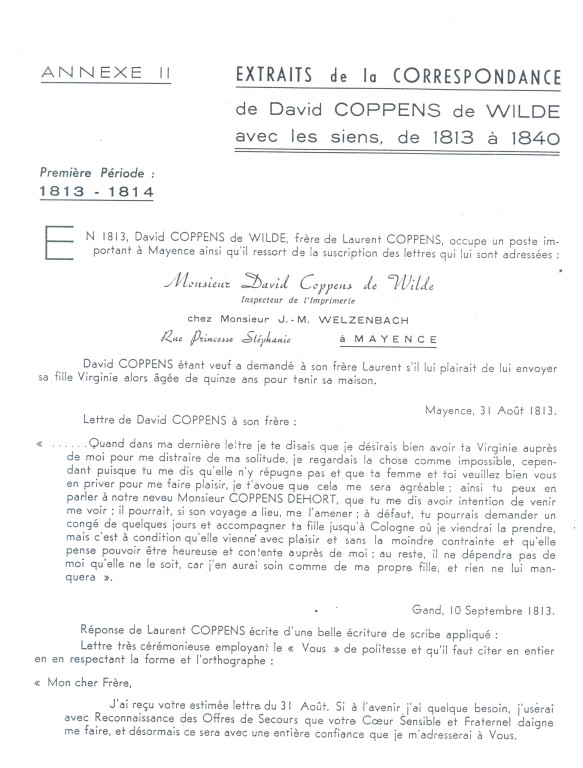 ANNEXE II
EXTRAITS de la CORRESPONDANCE
de David COPPENS de WILDE
avec les siens, de 1813 à 1840
Première Période :
1813 - 1814
EN 1813, David COPPENS de WILDE, frère de Laurent COPPENS, occupe un poste im-
portant à Mayence ainsi qu'il ressort de la suscription des lettres qui lui sont adressées :
Monsieur David Coppens de Wilde
Inspecteur de l'Imprimerie
chez Monsieur J.-M. WELZENBACH
Rue Princesse Stéphanie à MAYENCE
David COPPENS étant veuf a demandé à son frère Laurent s'il lui plairait de lui envoyer
sa fille Virginie alors âgée de quinze ans pour tenir sa maison.
Mayence, 31 Août 1813.
Lettre de David COPPENS à son frère :
« ......Quand dans ma dernière lettre je te disais que je désirais bien avoir ta Virginie auprès
de moi pour me distraire de ma solitude, je regardais la chose comme impossible, cepen-
dant puisque tu me dis qu'elle n'y répugne pas et que ta femme et toi veuillez bien vous
en priver pour me faire plaisir, je t'avoue que cela me sera agréable ; ainsi tu peux en
parler à notre neveu Monsieur COPPENS DEHORT, que tu me dis avoir intention de venir
me voir ; il pourrait, si son voyage a lieu, me l'amener ; à défaut, tu pourrais demander un
congé de quelques jours et accompagner ta fille jusqu'à Cologne où je viendrai la prendre,
mais c'est à condition qu'elle vienne avec plaisir et sans la moindre contrainte et qu'elle
pense pouvoir être heureuse et contente auprès de moi ; au reste, il ne dépendra pas de
moi qu'elle ne le soit, car j'en aurai soin comme de ma propre fille, et rien ne lui man-
quera ».
Gand, 10 Septembre 1813.
Réponse de Laurent COPPENS écrite d'une belle écriture de scribe appliqué :
Lettre très cérémonieuse employant le « Vous » de politesse et qu'il faut citer en entier
en en respectant la forme et l'orthographe :
« Mon cher Frère,
J'ai reçu votre estimée lettre du 31 Août. Si à l'avenir j'ai quelque besoin, j'userai
avec Reconnaissance des Offres de Secours que votre Cœur Sensible et Fraternel daigne
me faire, et désormais ce sera avec une entière confiance que je m'adresserai à Vous.